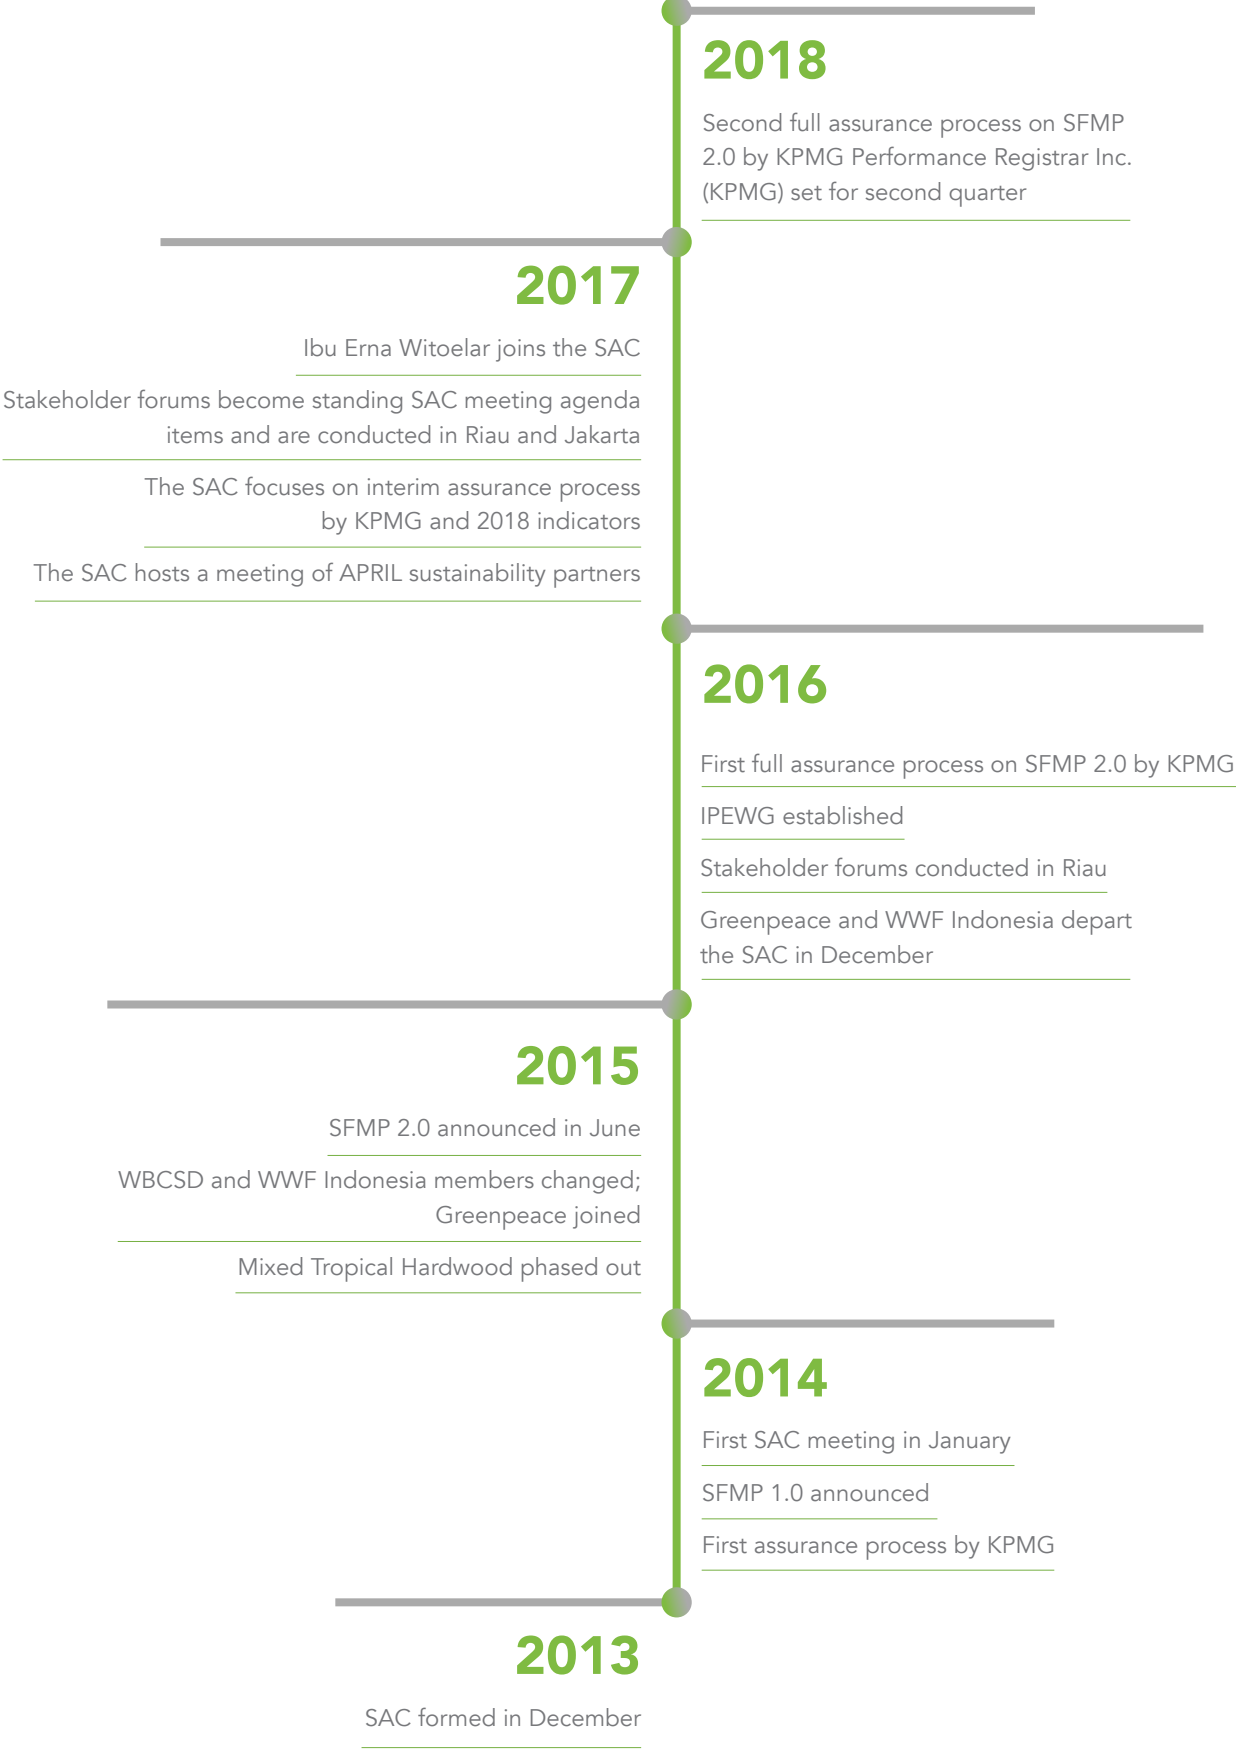 2018
Second full assurance process on SFMP
2.0 by KPMG Performance Registrar Inc.
(KPMG) set for second quarter
2017
Ibu Erna Witoelar joins the SAC
Stakeholder forums become standing SAC meeting agenda
items and are conducted in Riau and Jakarta
The SAC focuses on interim assurance process
by KPMG and 2018 indicators
The SAC hosts a meeting of APRIL sustainability partners
2016
First full assurance process on SFMP 2.0 by KPMG
IPEWG established
Stakeholder forums conducted in Riau
Greenpeace and WWF Indonesia depart
the SAC in December
2015
SFMP 2.0 announced in June
WBCSD and WWF Indonesia members changed;
Greenpeace joined
Mixed Tropical Hardwood phased out
2014
First SAC meeting in January
SFMP 1.0 announced
First assurance process by KPMG
2013
SAC formed in December